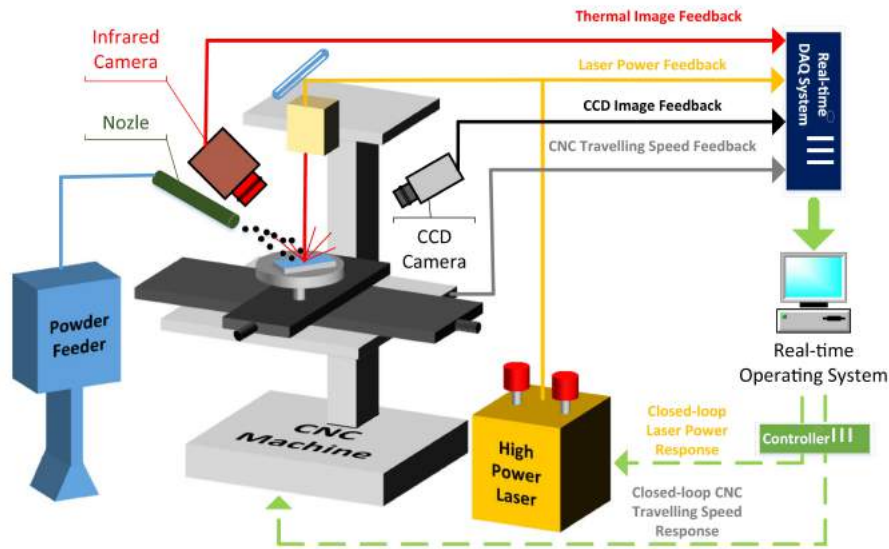 Thermal Image Feedback
Infrared
Camera
Laser Power Feedback
Real-time
DAQ System
CCD Image Feedback
Nozle
CNC Travelling Speed Feedback
CCD
Camera
Powder
Feeder
Real-time
Operating System
CNC
Machine
High
Power
Laser
Closed-loop
Laser Power
Response
Controller
Closed-loop CNC
Travelling Speed
Response